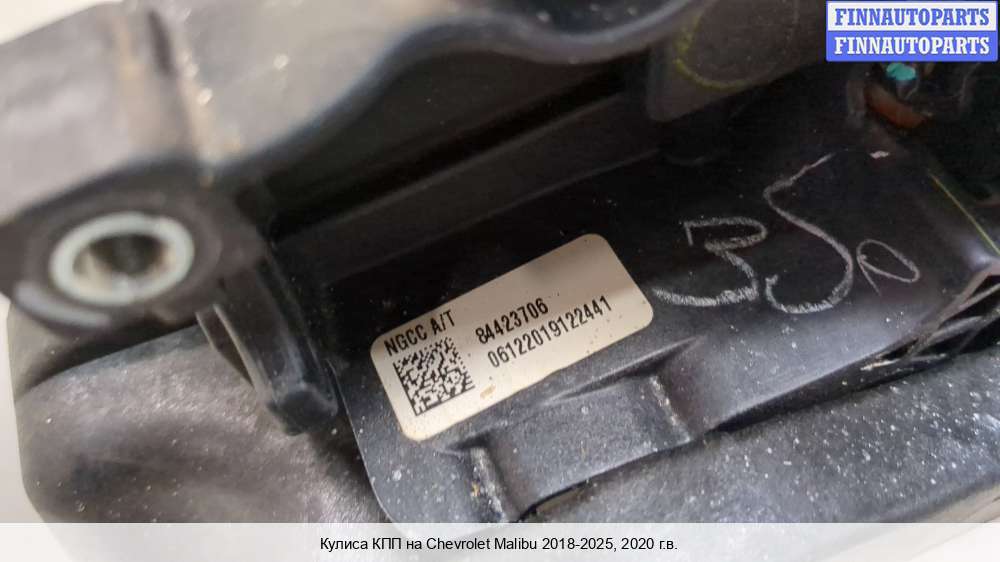 FINNAUTOPARTS
FINNAUTOPARTS
350
NGCC A/T
84423706
06122019122441
Кулиса КПП на Chevrolet Malibu 2018-2025, 2020 г.в.